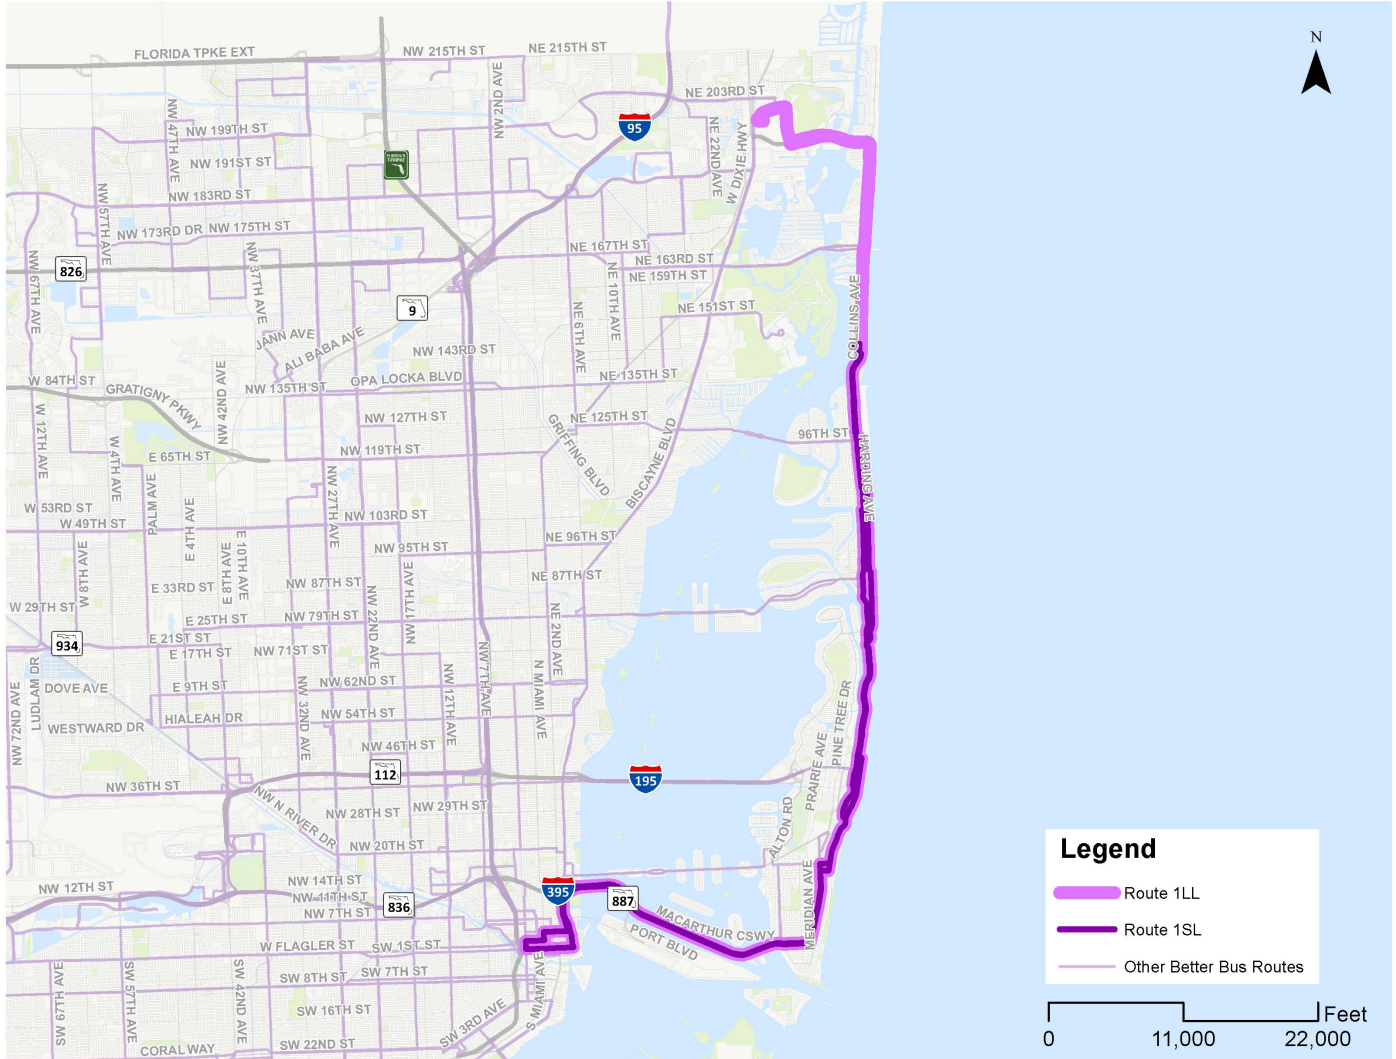 N
FLORIDA TPKE EXT
NW 215TH ST
NE 215TH ST
NW 2ND AVE
NE 203RD ST
95
NW 47TH AVE
NW 199TH ST
NE 22ND AVE
W DIXIE HWY
FLORIDA'S TURNPIKE
NW 191ST ST
NW 183RD ST
NW 57TH AVE
NW 173RD DR
NW 175TH ST
NE 167TH ST
NE 163RD ST
NE 159TH ST
826
NW 67TH AVE
NW 37TH AVE
NE 10TH AVE
9
NE 6TH AVE
NE 151ST ST
COLLINS AVE
JANN AVE
ALI BABA AVE
NW 143RD ST
W 84TH ST
GRATIGNY PKWY
NW 42ND AVE
NW 135TH ST
OPA LOCKA BLVD
NE 135TH ST
W 12TH AVE
NW 127TH ST
NE 125TH ST
GRIFFING BLVD
BISCAYNE BLVD
96TH ST
HARDING AVE
W 4TH AVE
E 65TH ST
NW 119TH ST
PALM AVE
E 4TH AVE
NW 27TH AVE
W 53RD ST
W 49TH ST
NW 103RD ST
NE 96TH ST
W 8TH AVE
E 8TH AVE
E 10TH AVE
NW 95TH ST
NW 17TH AVE
NE 87TH ST
E 33RD ST
NW 87TH ST
NW 22ND AVE
W 29TH ST
E 25TH ST
NW 79TH ST
NE 2ND AVE
934
E 21ST ST
E 17TH ST
NW 71ST ST
NW 7TH AVE
N MIAMI AVE
NW 72ND AVE
LUDLAM DR
DOVE AVE
E 9TH ST
NW 32ND AVE
NW 62ND ST
NW 12TH AVE
PINE TREE DR
WESTWARD DR
HIALEAH DR
NW 54TH ST
PRAIRIE AVE
NW 46TH ST
112
195
NW 36TH ST
NW N RIVER DR
NW 28TH ST
NW 29TH ST
ALTON RD
NW 20TH ST
NW 12TH ST
NW 14TH ST
NW 11TH ST
NW 7TH ST
836
395
887
MERIDIAN AVE
MACARTHUR CSWY
PORT BLVD
W FLAGLER ST
SW 1ST ST
SW 67TH AVE
SW 57TH AVE
SW 42ND AVE
SW 8TH ST
SW 7TH ST
S MIAMI AVE
SW 16TH ST
SW 3RD AVE
CORAL WAY
SW 22ND ST
Legend
Route 1LL
Route 1SL
Other Better Bus Routes
Feet
0
11,000
22,000